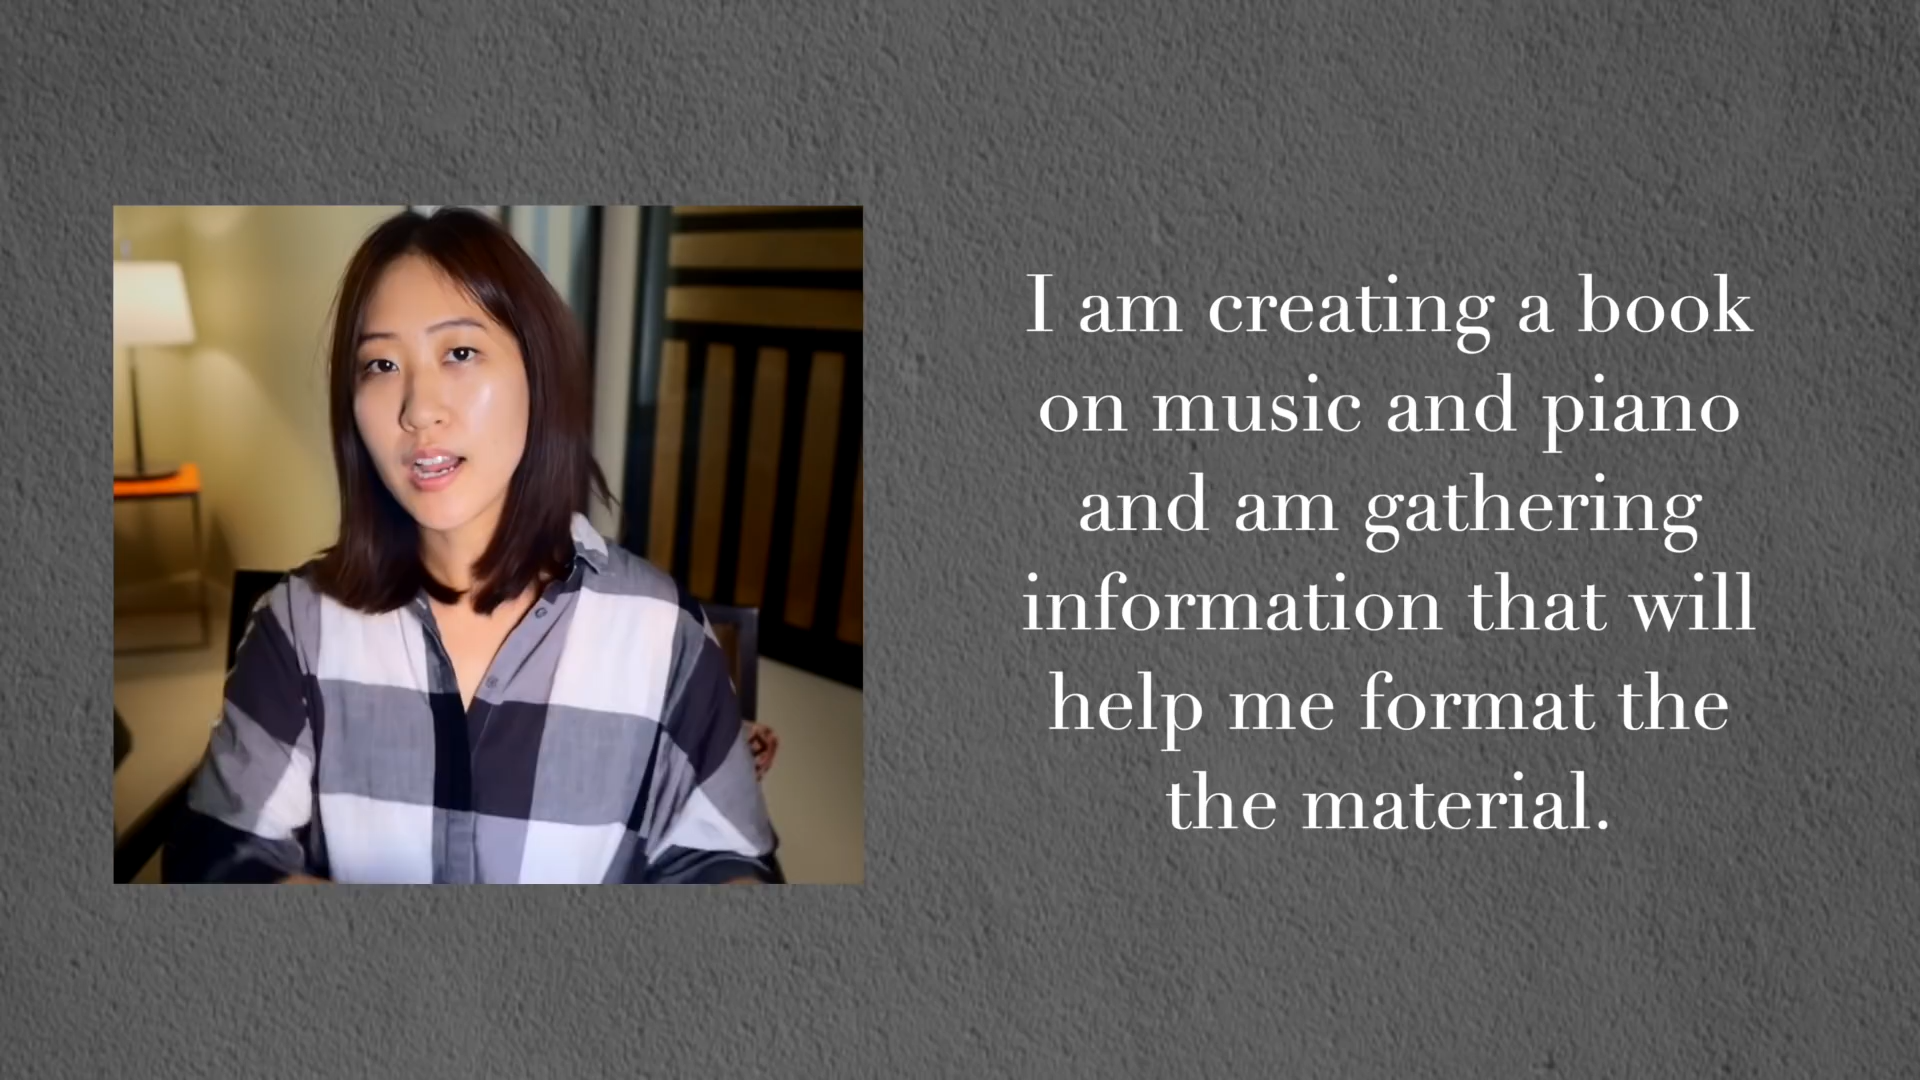 I am creating a book
on music and piano
and am gathering
information that will
help me format the
the material.